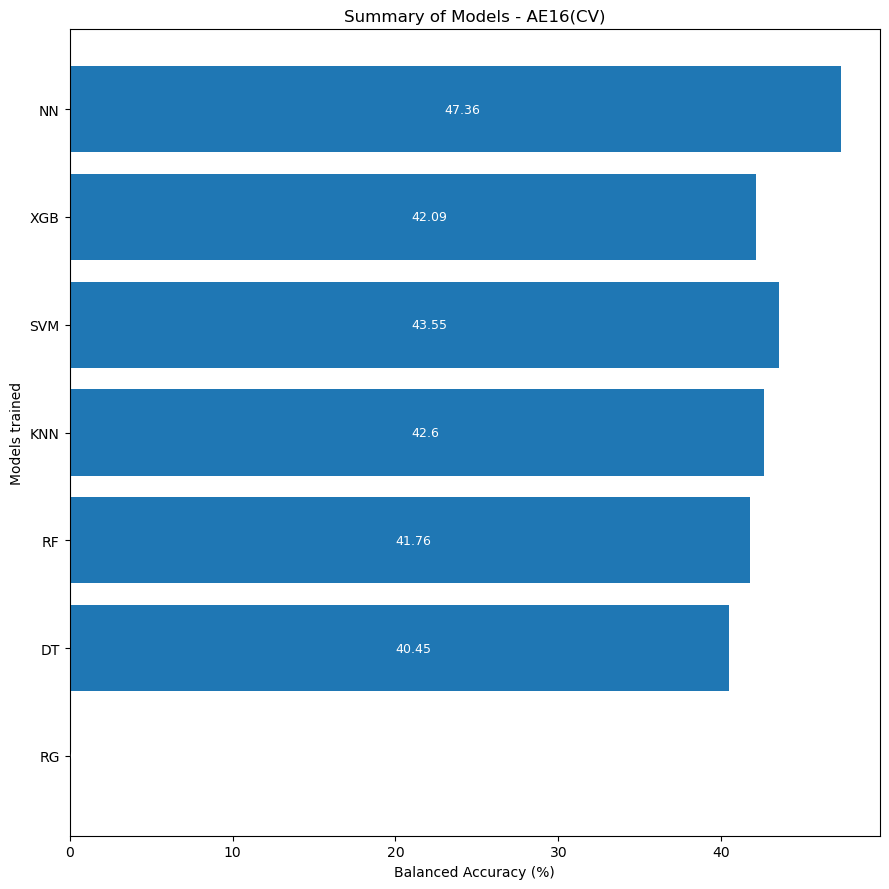 Summary of Models - AE16(CV)
NN
47.36
XGB
42.09
SVM
43.55
KNN
42.6
RF
41.76
DT
40.45
RG
Models trained
0 10 20 30 40
Balanced Accuracy (%)